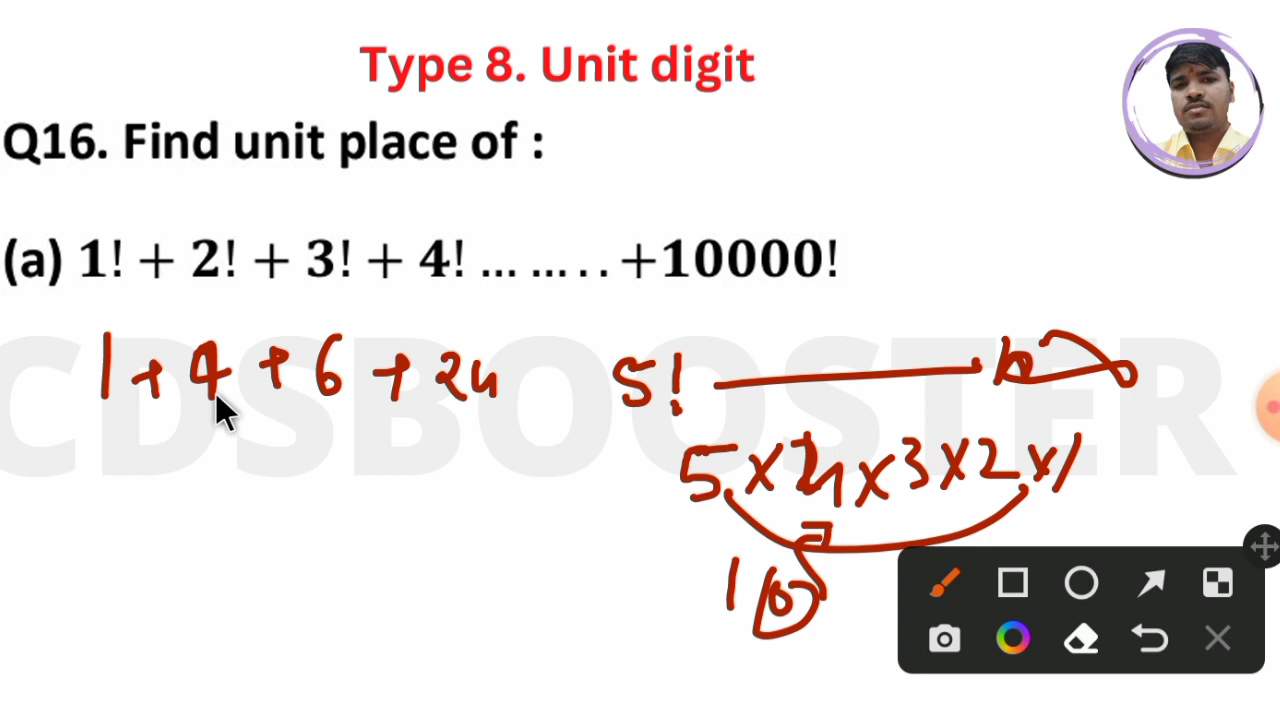 Type 8. Unit digit
Q16. Find unit place of :
(a) 1! + 2! + 3! + 4! ... ... . . +10000!
CDSBOOSTER
1 + 4 + 6 + 24 5!
5 x 4 x 3 x 2 x 1
10